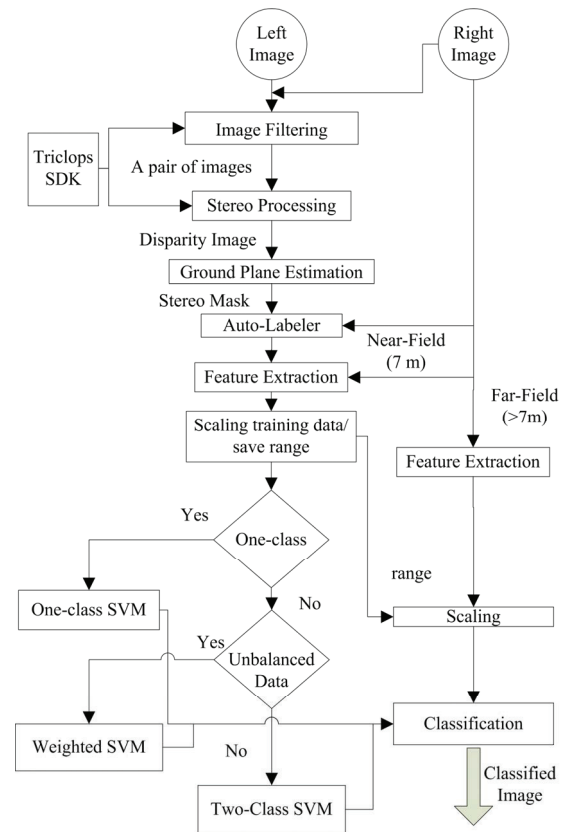 Left
Image
Right
Image
Image Filtering
Triclops
SDK
A pair of images
Stereo Processing
Disparity Image
Ground Plane Estimation
Stereo Mask
Auto-Labeler
Near-Field
(7 m)
Feature Extraction
Far-Field
(>7m)
Scaling training data/
save range
Feature Extraction
Yes
One-class
range
One-class SVM
No
Scaling
Yes
Unbalanced
Data
Classification
Weighted SVM
No
Classified
Image
Two-Class SVM